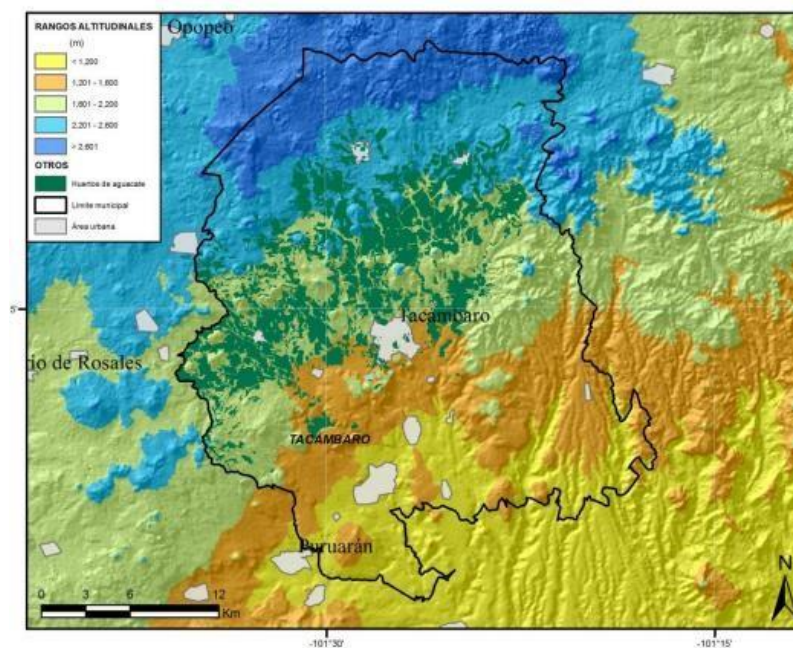 RANGOS ALTITUDINALES
(m)
< 1,200
1,201 - 1,600
1,601 - 2,200
2,201 - 2,600
> 2,601
OTROS
Huertos de aguacate
Límite municipal
Área urbana
Opopeo
Tacámbaro
5
rio de Rosales
TACÁMBARO
Puruarán
0 3 6 12
Km
N
-101°30'
-101°15'